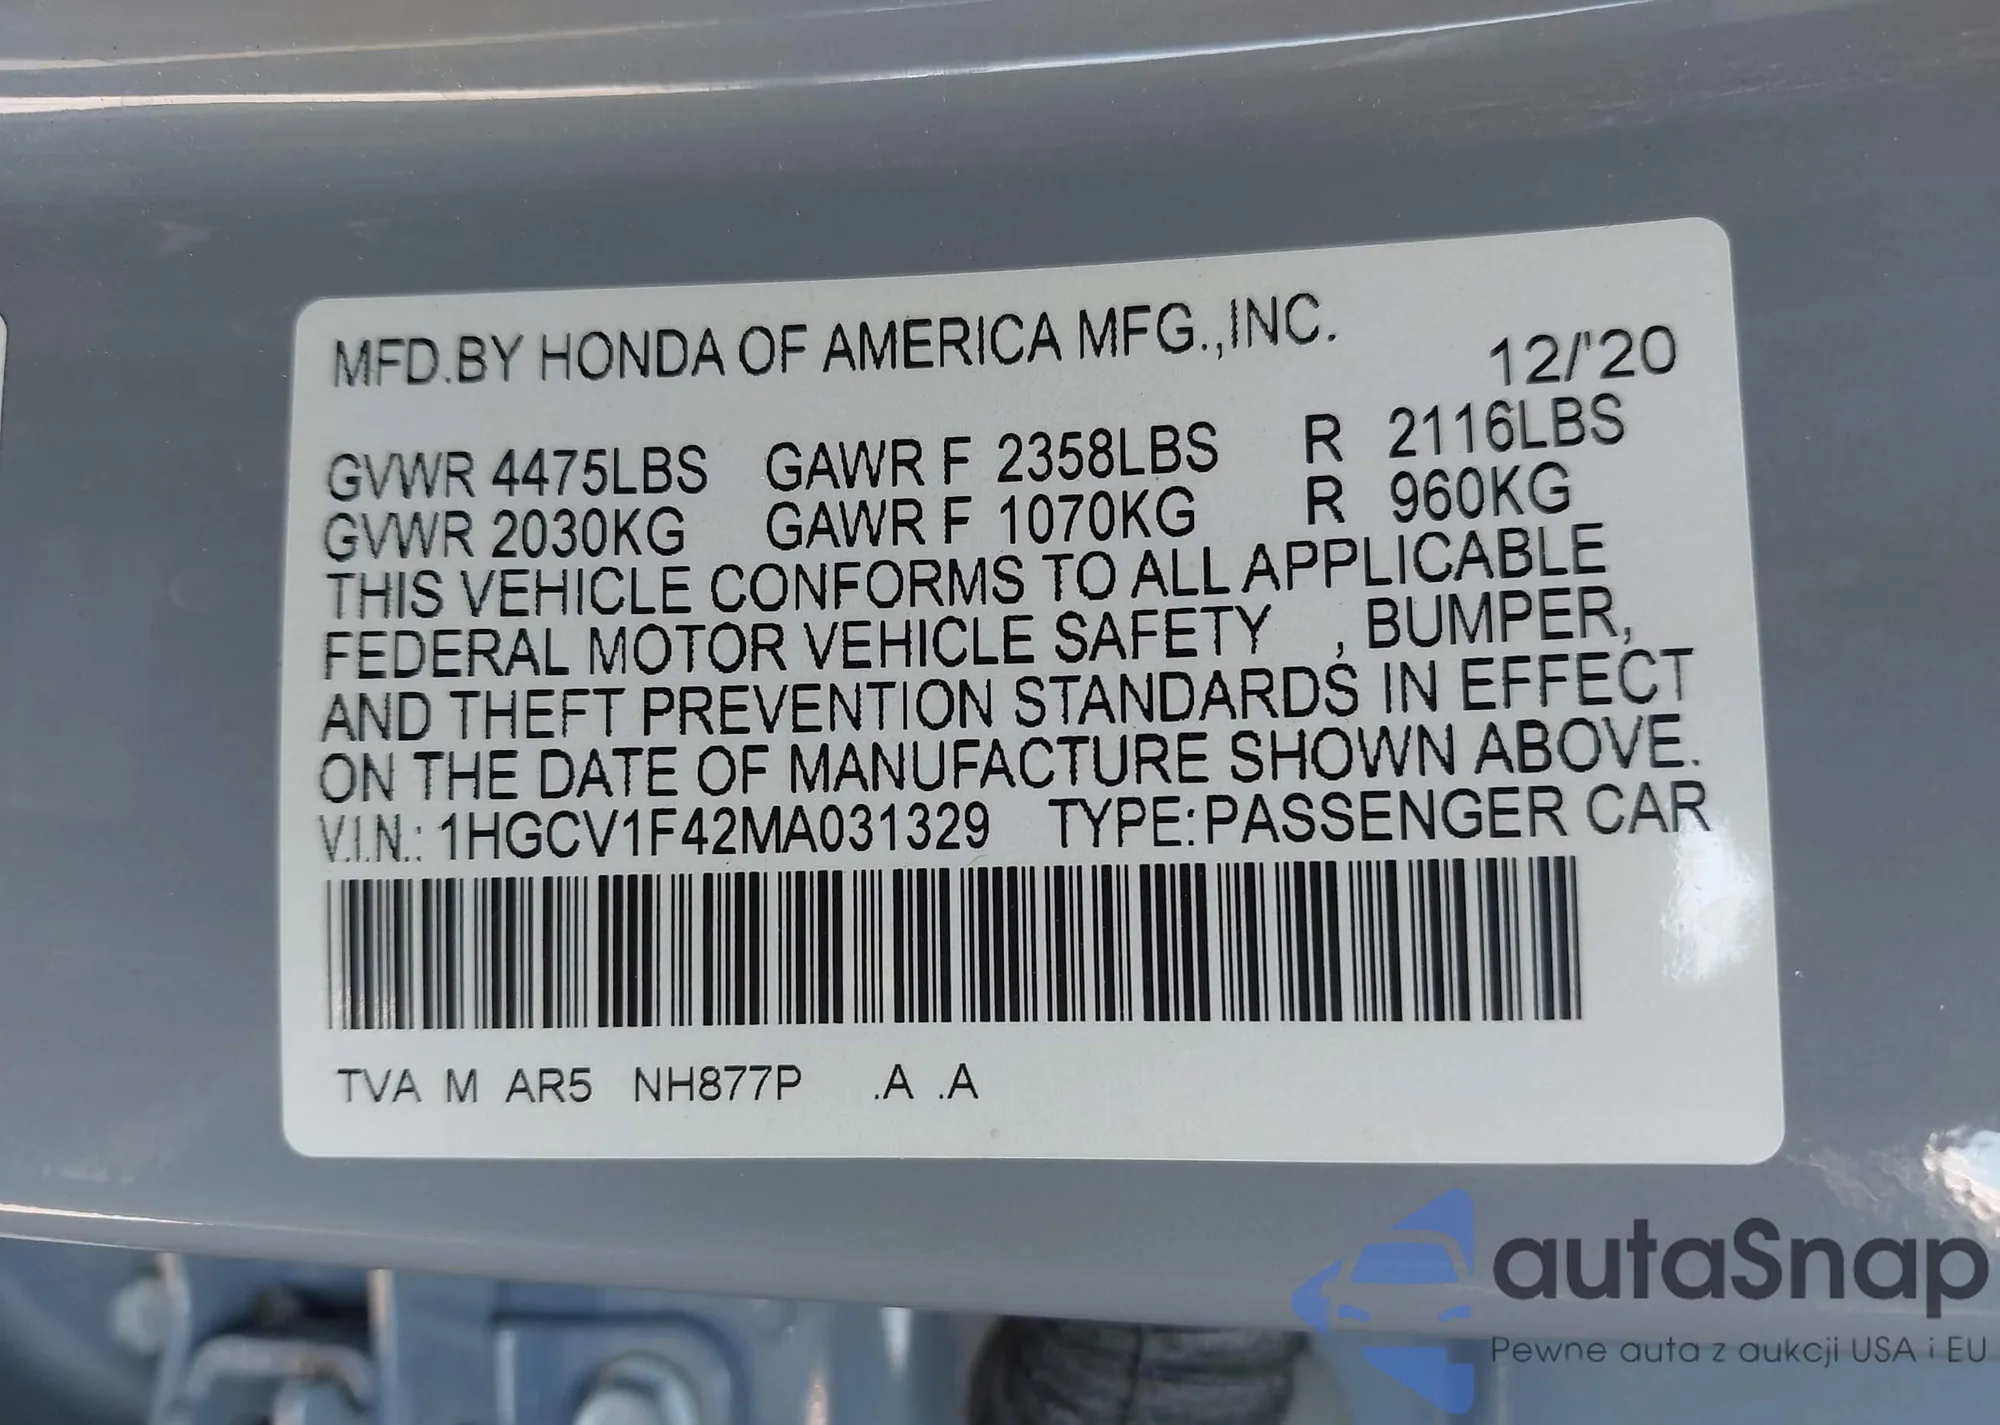 MFD.BY HONDA OF AMERICA MFG.,INC. 12/'20
GVWR 4475LBS GAWR F 2358LBS R 2116LBS
GVWR 2030KG GAWR F 1070KG R 960KG
THIS VEHICLE CONFORMS TO ALL APPLICABLE
FEDERAL MOTOR VEHICLE SAFETY , BUMPER,
AND THEFT PREVENTION STANDARDS IN EFFECT
ON THE DATE OF MANUFACTURE SHOWN ABOVE.
V.I.N.: 1HGCV1F42MA031329 TYPE:PASSENGER CAR
TVA M AR5 NH877P .A .A
autaSnap
Pewne auta z aukcji USA i EU